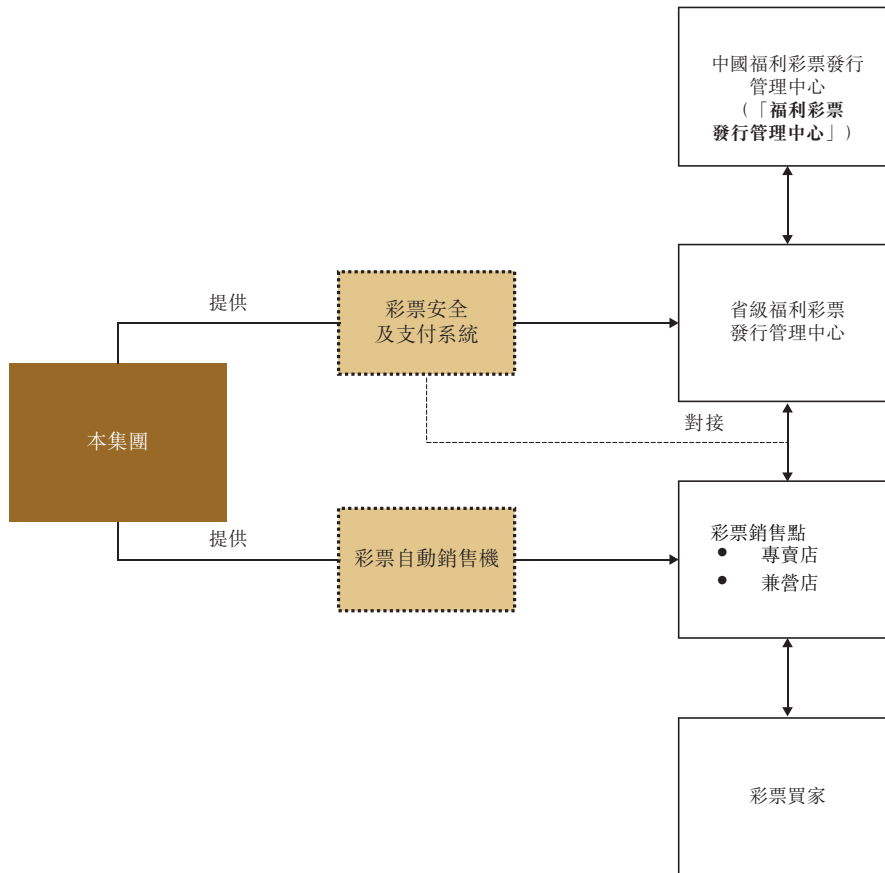 中國福利彩票發行
管理中心
(「福利彩票
發行管理中心」)
提供
彩票安全
及支付系統
省級福利彩票
發行管理中心
對接
本集團
提供
彩票自動銷售機
彩票銷售點
● 專賣店
● 兼營店
彩票買家